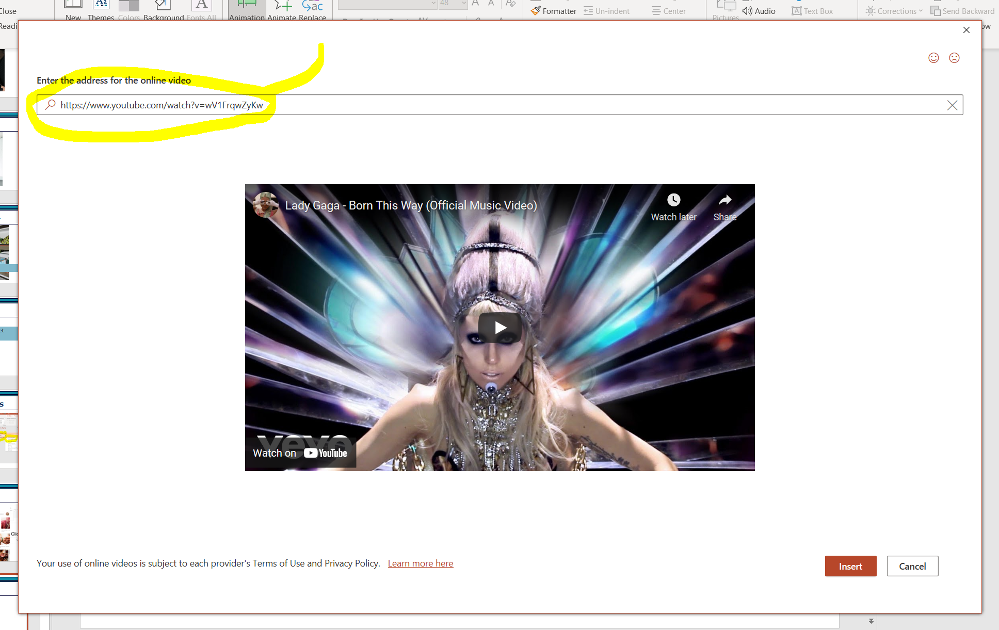 Close
New Themes Colors Background Fonts All
Animation Animate Replace
48
Formatter Un-indent Center
Pictures Audio Text Box
Corrections Send Backward
Enter the address for the online video
https://www.youtube.com/watch?v=wV1FrqwZyKw
Lady Gaga - Born This Way (Official Music Video)
Watch later Share
vevo
Watch on YouTube
Your use of online videos is subject to each provider's Terms of Use and Privacy Policy. Learn more here
Insert Cancel